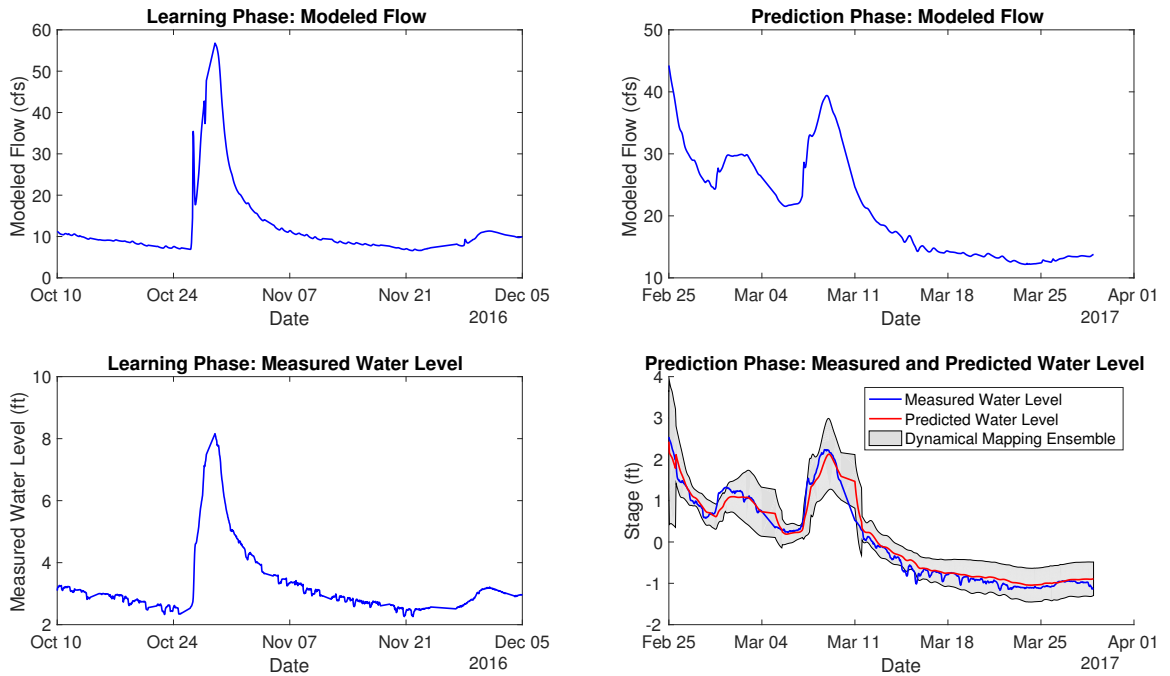 Learning Phase: Modeled Flow
Modeled Flow (cfs)
60
50
40
30
20
10
0
Oct 10 Oct 24 Nov 07 Nov 21 Dec 05
Date
2016
Prediction Phase: Modeled Flow
Modeled Flow (cfs)
50
40
30
20
10
Feb 25 Mar 04 Mar 11 Mar 18 Mar 25 Apr 01
Date
2017
Learning Phase: Measured Water Level
Measured Water Level (ft)
10
8
6
4
2
Oct 10 Oct 24 Nov 07 Nov 21 Dec 05
Date
2016
Prediction Phase: Measured and Predicted Water Level
Stage (ft)
4
3
2
1
0
-1
-2
Measured Water Level
Predicted Water Level
Dynamical Mapping Ensemble
Feb 25 Mar 04 Mar 11 Mar 18 Mar 25 Apr 01
Date
2017